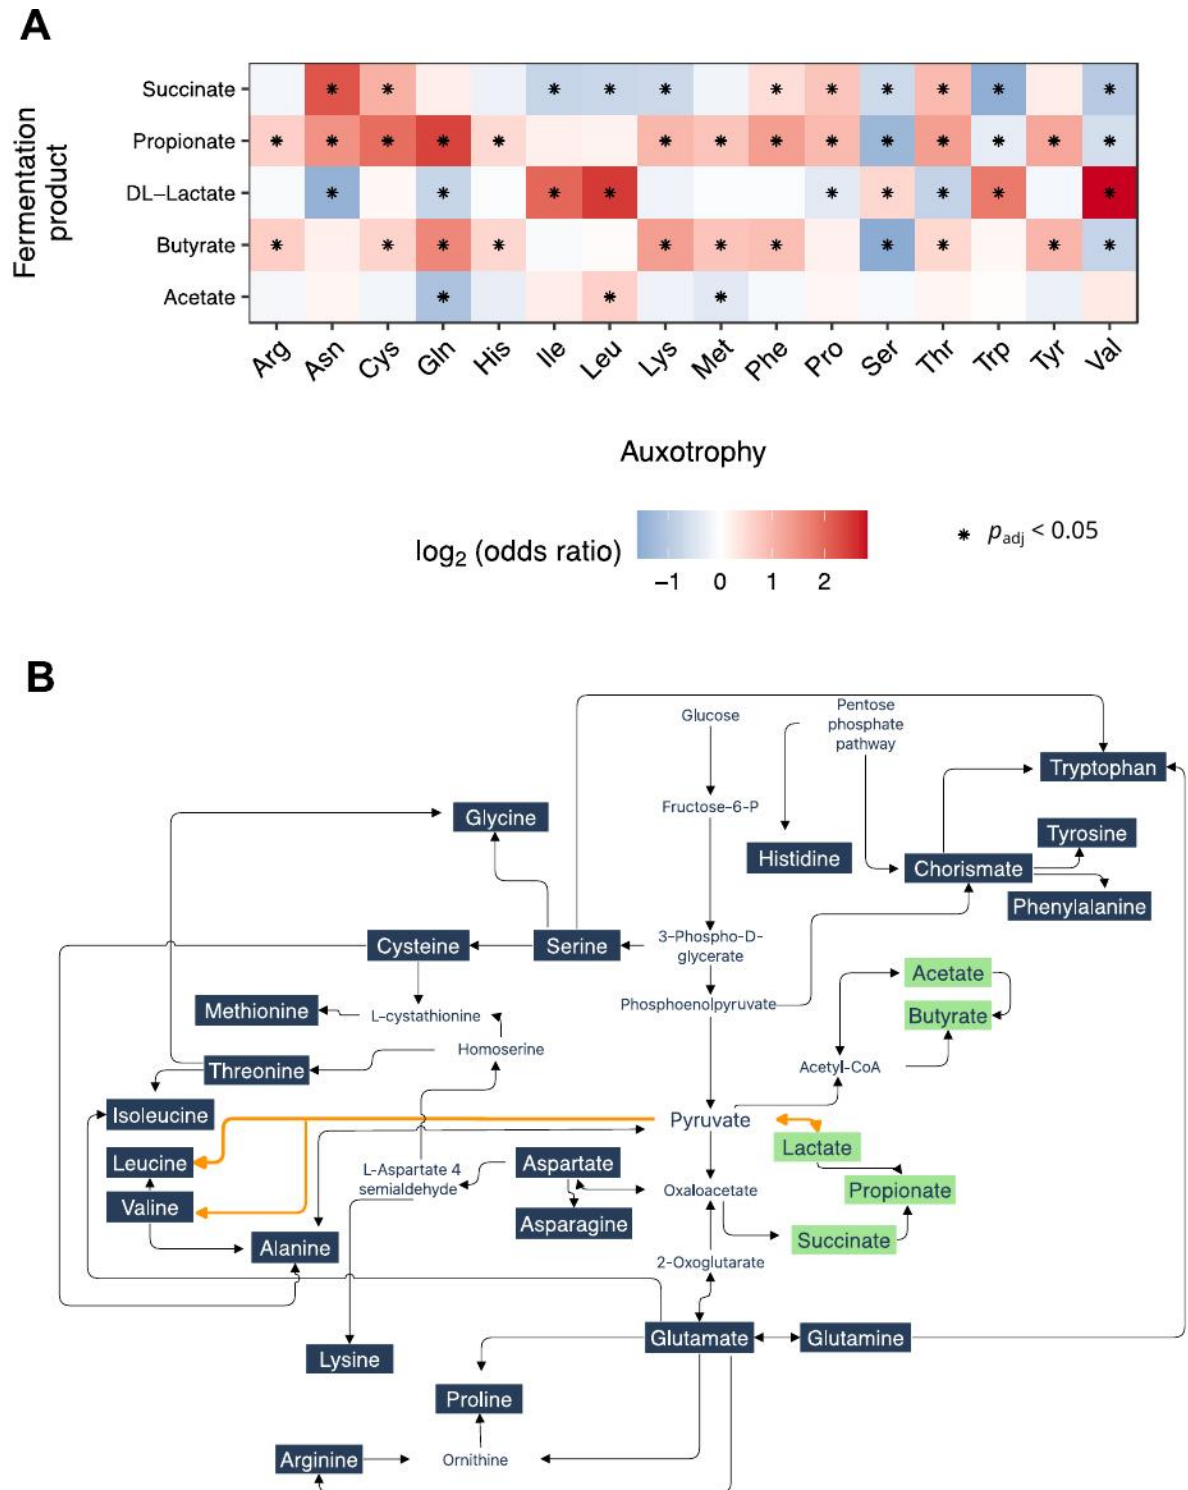 A
Fermentation
product
Succinate
Propionate
DL–Lactate
Butyrate
Acetate
Arg
Asn
Cys
Gln
His
Ile
Leu
Lys
Met
Phe
Pro
Ser
Thr
Trp
Tyr
Val
Auxotrophy
log2 (odds ratio)
−1 0 1 2
* padj < 0.05
B
Glucose
Pentose
phosphate
pathway
Tryptophan
Fructose-6-P
Glycine
Tyrosine
Histidine
Chorismate
Phenylalanine
Cysteine
Serine
3-Phospho-D-
glycerate
Acetate
Methionine
L-cystathionine
Phosphoenolpyruvate
Butyrate
Homoserine
Threonine
Acetyl-CoA
Isoleucine
Pyruvate
Lactate
Leucine
L-Aspartate 4
semialdehyde
Aspartate
Oxaloacetate
Propionate
Valine
Asparagine
Alanine
Succinate
2-Oxoglutarate
Glutamate
Glutamine
Lysine
Proline
Arginine
Ornithine